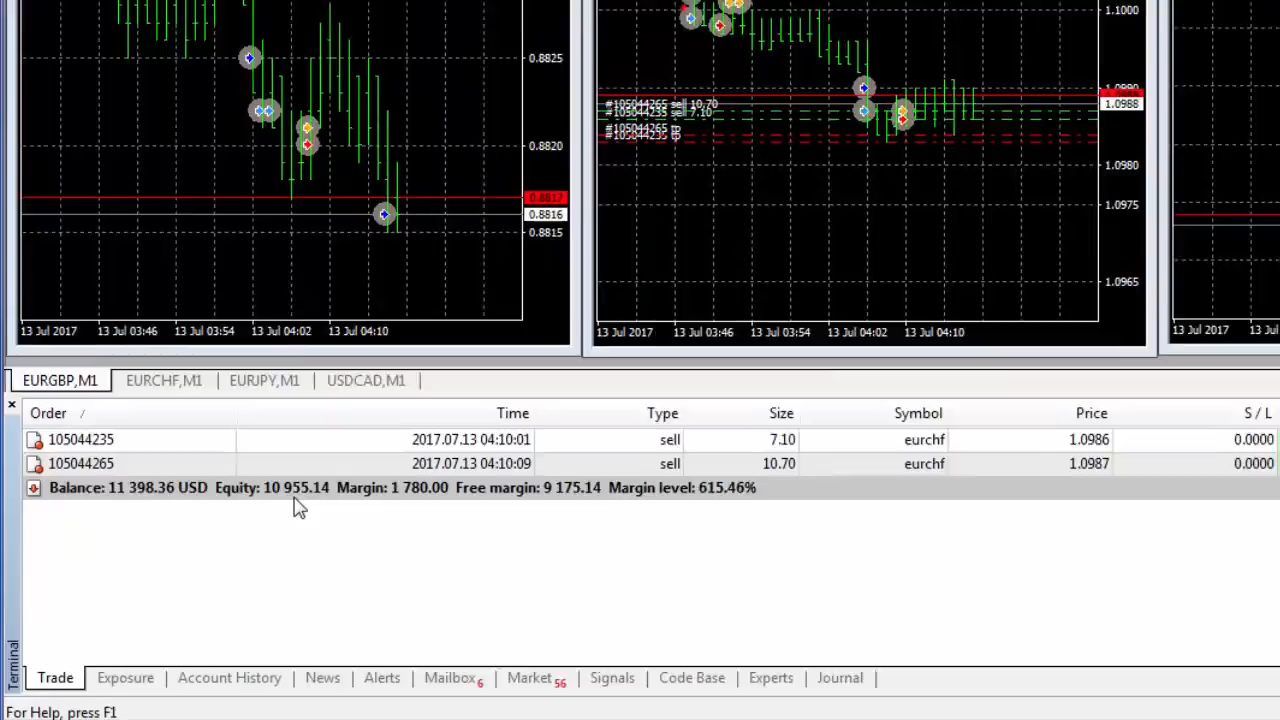 1.1000
0.8825
0.8820
0.8817
0.8816
0.8815
#105044265 sell 10.70
#105044235 sell 7.10
1.0988
1.0980
1.0975
1.0965
13 Jul 2017 13 Jul 03:46 13 Jul 03:54 13 Jul 04:02 13 Jul 04:10
13 Jul 2017 13 Jul 03:46 13 Jul 03:54 13 Jul 04:02 13 Jul 04:10
13 Jul 2017
EURGBP,M1 EURCHF,M1 EURJPY,M1 USDCAD,M1
Order / Time Type Size Symbol Price S / L
105044235 2017.07.13 04:10:01 sell 7.10 eurchf 1.0986 0.0000
105044265 2017.07.13 04:10:09 sell 10.70 eurchf 1.0987 0.0000
Balance: 11 398.36 USD Equity: 10 955.14 Margin: 1 780.00 Free margin: 9 175.14 Margin level: 615.46%
Terminal
Trade Exposure Account History News Alerts Mailbox 6 Market 56 Signals Code Base Experts Journal
For Help, press F1